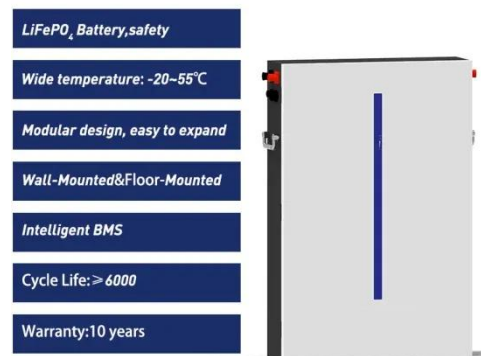 LiFePO₄ Battery,safety
Wide temperature: -20~55℃
Modular design, easy to expand
Wall-Mounted&Floor-Mounted
Intelligent BMS
Cycle Life:≥6000
Warranty:10 years